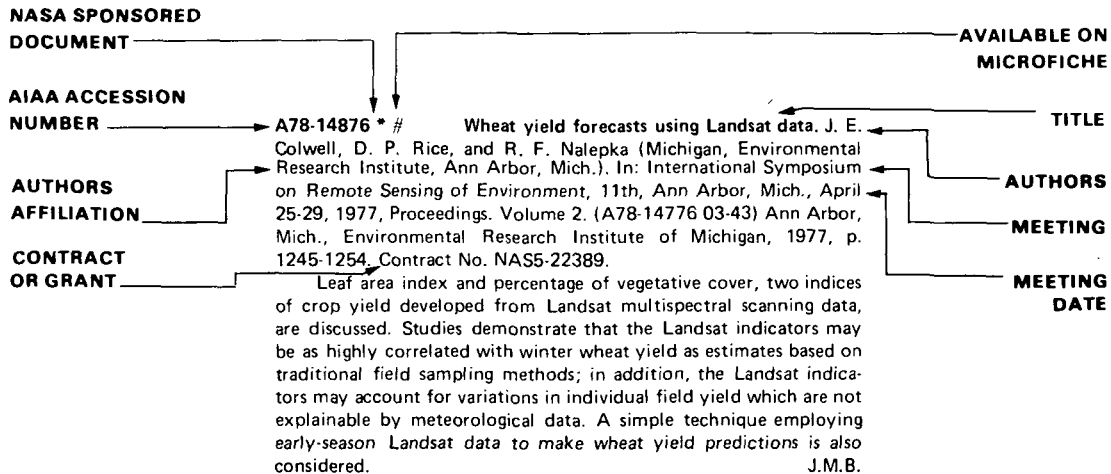 NASA SPONSORED
DOCUMENT
AVAILABLE ON
MICROFICHE
AIAA ACCESSION
NUMBER
TITLE
AUTHORS
AFFILIATION
AUTHORS
MEETING
CONTRACT
OR GRANT
MEETING
DATE
A78-14876 * # Wheat yield forecasts using Landsat data. J. E.
Colwell, D. P. Rice, and R. F. Nalepka (Michigan, Environmental
Research Institute, Ann Arbor, Mich.). In: International Symposium
on Remote Sensing of Environment, 11th, Ann Arbor, Mich., April
25-29, 1977, Proceedings. Volume 2. (A78-14776 03-43) Ann Arbor,
Mich., Environmental Research Institute of Michigan, 1977, p.
1245-1254. Contract No. NAS5-22389.
Leaf area index and percentage of vegetative cover, two indices
of crop yield developed from Landsat multispectral scanning data,
are discussed. Studies demonstrate that the Landsat indicators may
be as highly correlated with winter wheat yield as estimates based on
traditional field sampling methods; in addition, the Landsat indica-
tors may account for variations in individual field yield which are not
explainable by meteorological data. A simple technique employing
early-season Landsat data to make wheat yield predictions is also
considered. J.M.B.